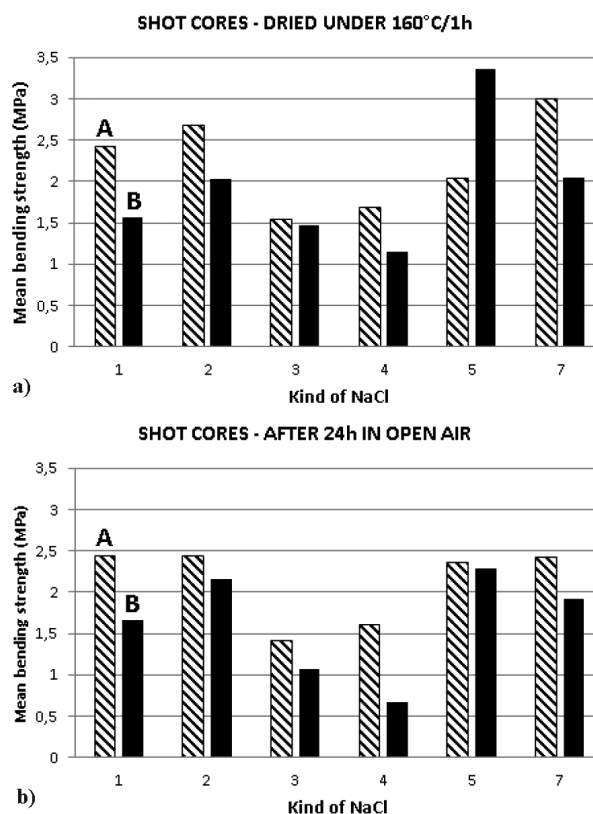 SHOT CORES - DRIED UNDER 160°C/1h
Mean bending strength (MPa)
3,5
3
2,5
2
1,5
1
0,5
0
A
B
1 2 3 4 5 7
Kind of NaCl
a)
SHOT CORES - AFTER 24h IN OPEN AIR
Mean bending strength (MPa)
3,5
3
2,5
2
1,5
1
0,5
0
A
B
1 2 3 4 5 7
Kind of NaCl
b)